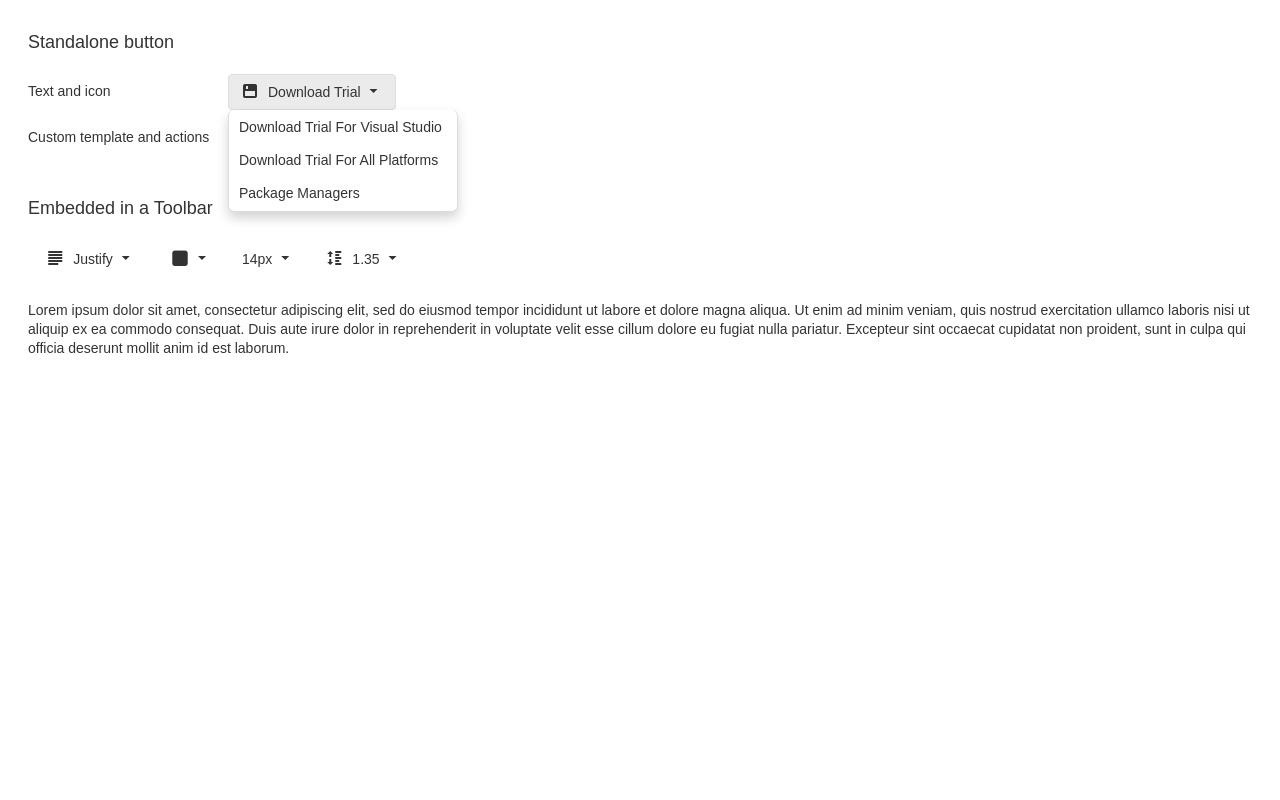 Standalone button
Text and icon
Download Trial
Download Trial For Visual Studio
Custom template and actions
Download Trial For All Platforms
Package Managers
Embedded in a Toolbar
Justify
14px
1.35
Lorem ipsum dolor sit amet, consectetur adipiscing elit, sed do eiusmod tempor incididunt ut labore et dolore magna aliqua. Ut enim ad minim veniam, quis nostrud exercitation ullamco laboris nisi ut
aliquip ex ea commodo consequat. Duis aute irure dolor in reprehenderit in voluptate velit esse cillum dolore eu fugiat nulla pariatur. Excepteur sint occaecat cupidatat non proident, sunt in culpa qui
officia deserunt mollit anim id est laborum.